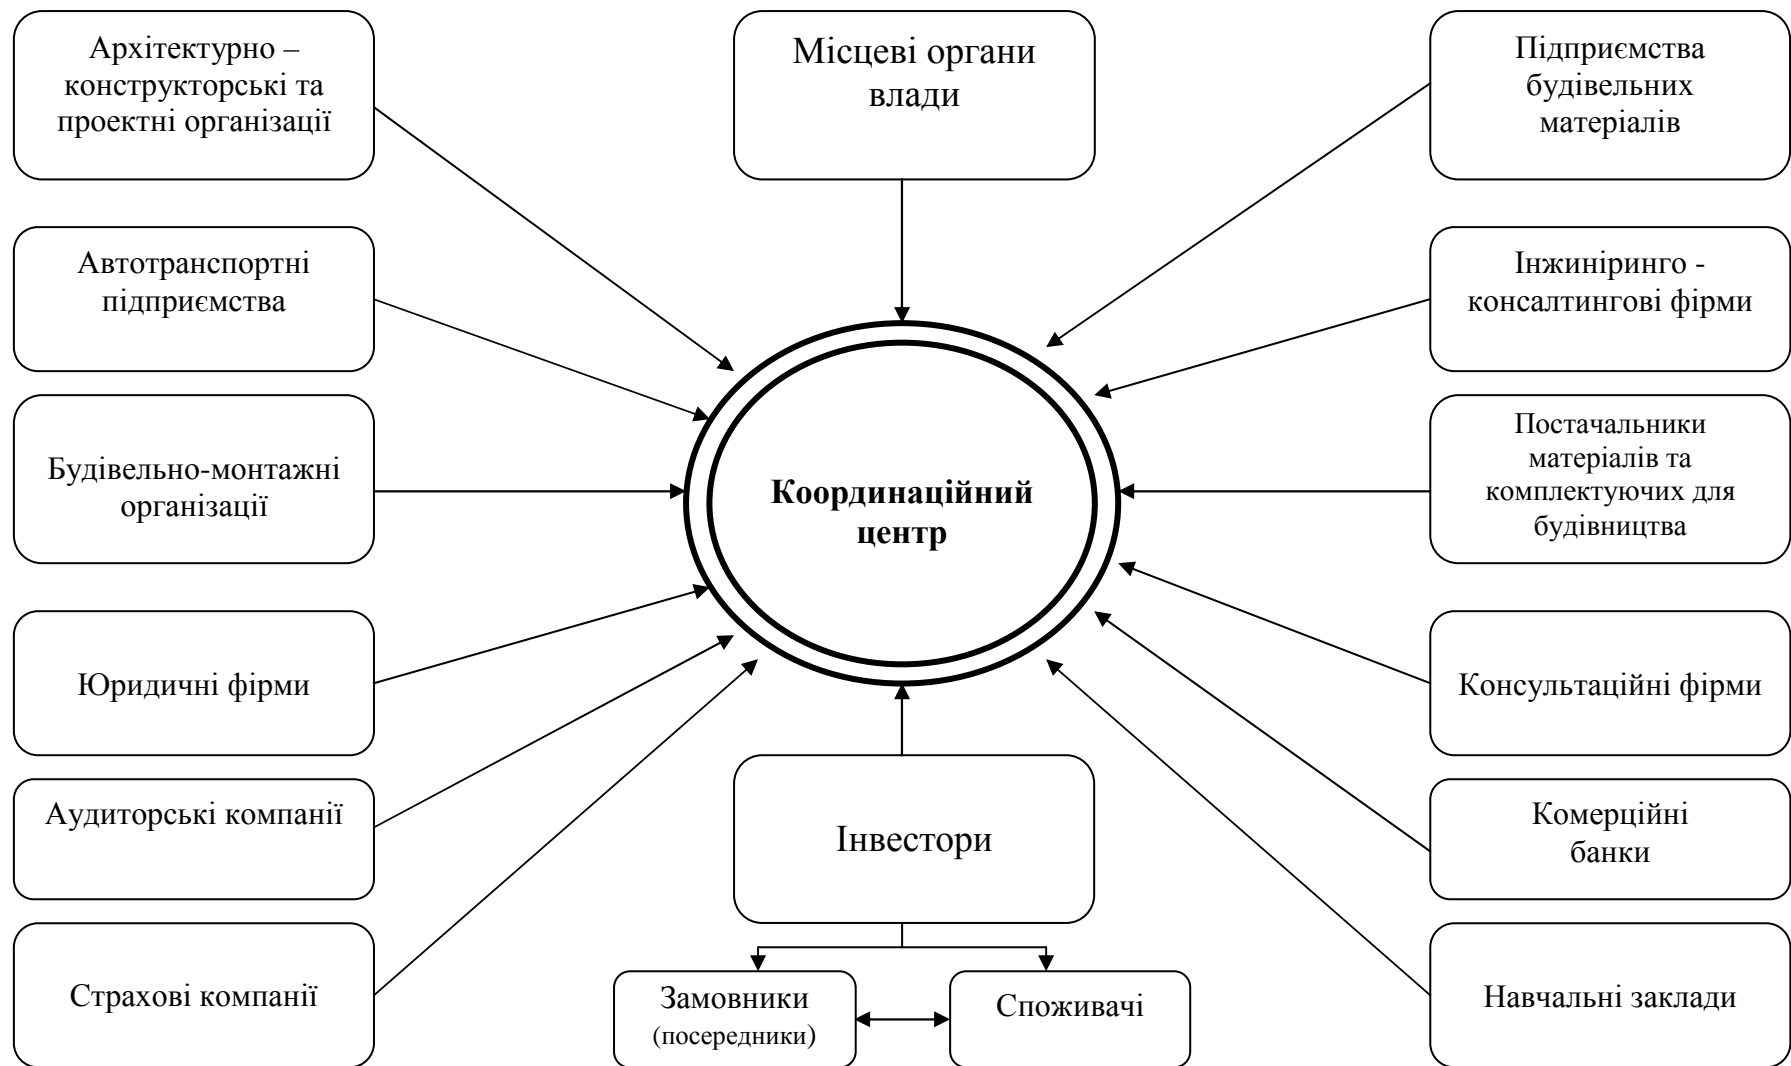 Архітектурно –
конструкторські та
проектні організації
Місцеві органи
влади
Підприємства
будівельних
матеріалів
Автотранспортні
підприємства
Інжиніринго -
консалтингові фірми
Будівельно-монтажні
організації
Координаційний
центр
Постачальники
матеріалів та
комплектуючих для
будівництва
Юридичні фірми
Консультаційні фірми
Аудиторські компанії
Інвестори
Комерційні
банки
Страхові компанії
Замовники
(посередники)
Споживачі
Навчальні заклади